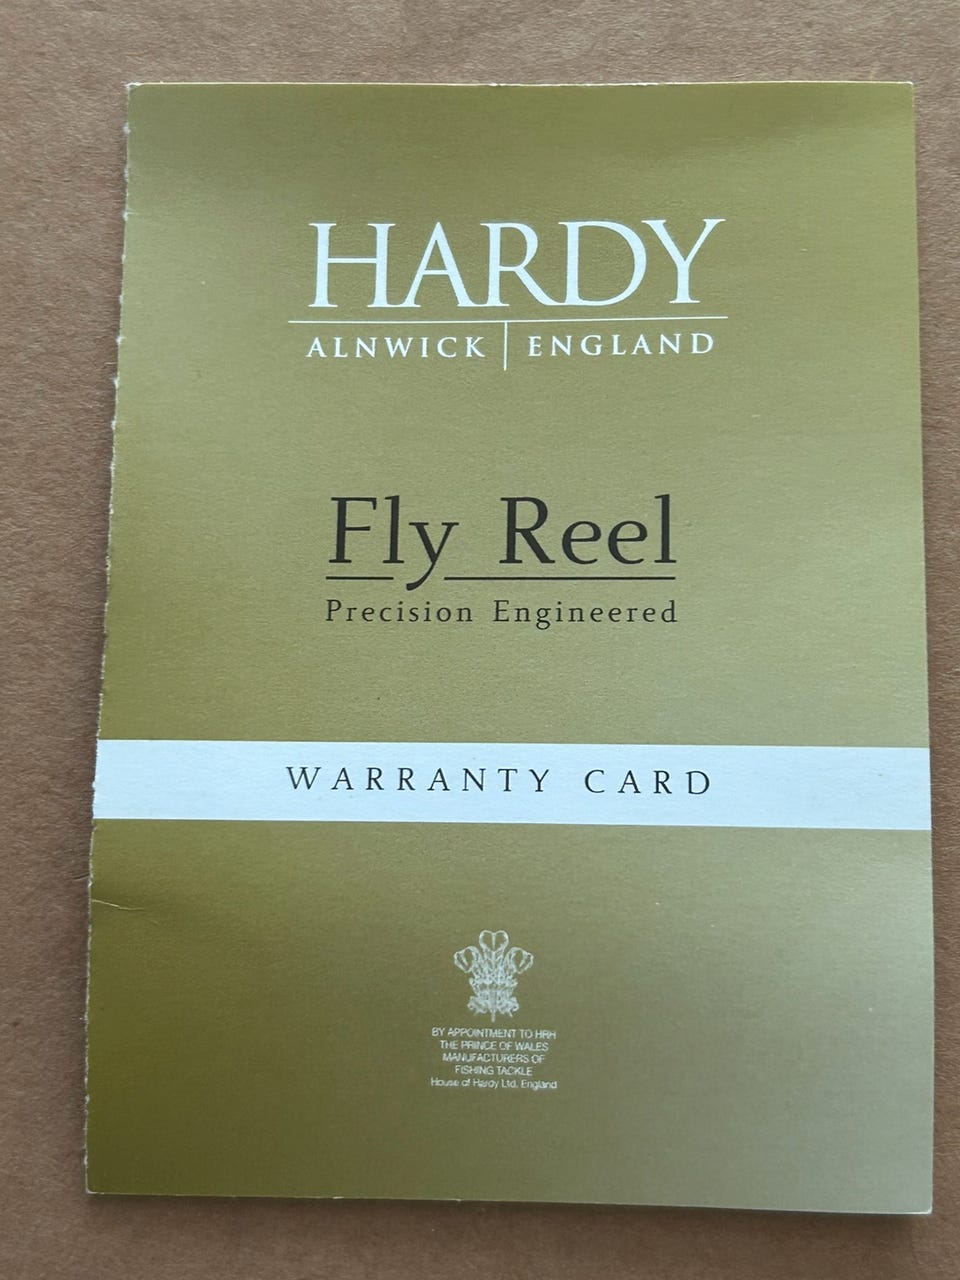 HARDY
ALNWICK | ENGLAND
Fly Reel
Precision Engineered
WARRANTY CARD
BY APPOINTMENT TO HRH
THE PRINCE OF WALES
MANUFACTURERS OF
FISHING TACKLE
House of Hardy Ltd. England